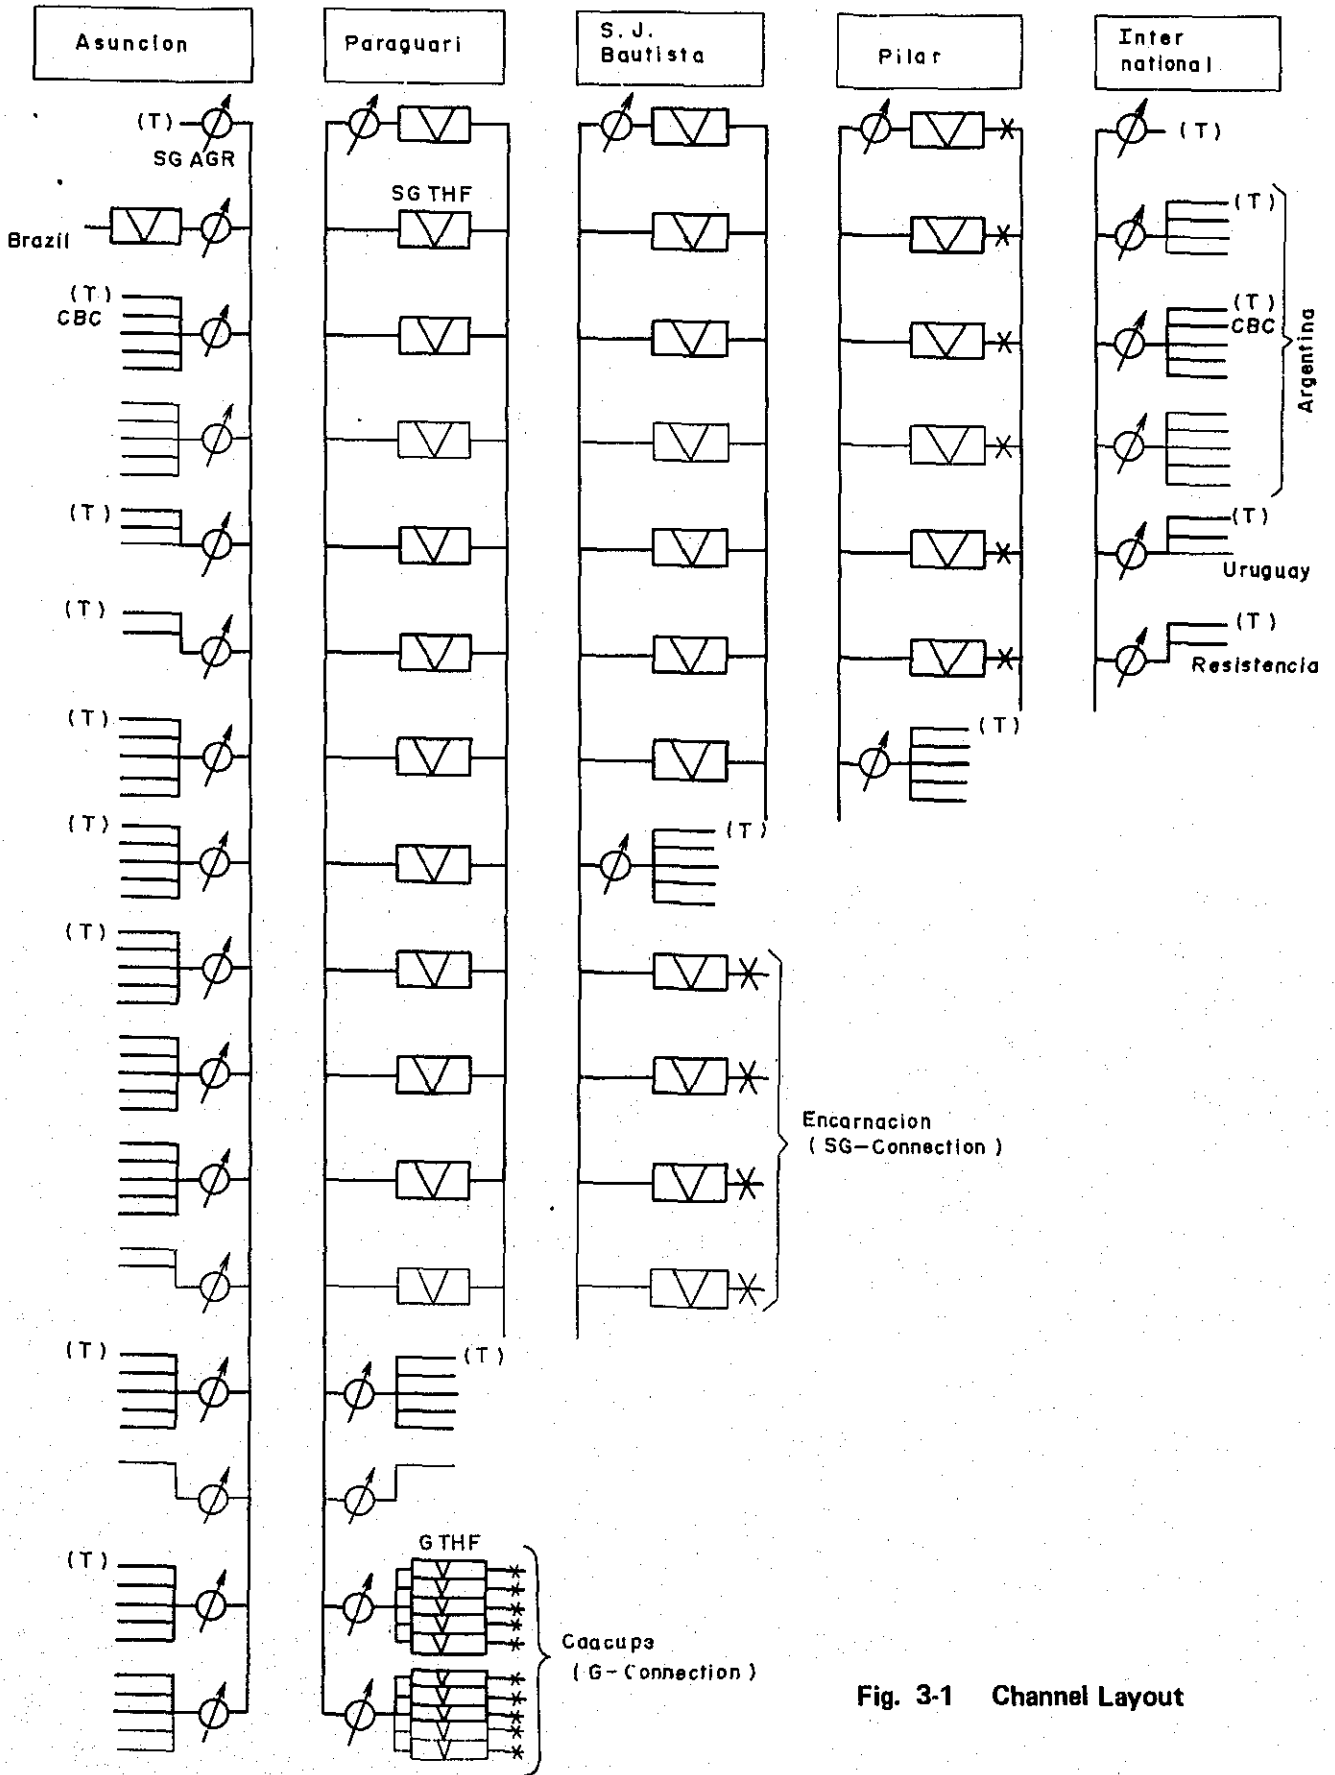 Asuncion
Paraguari
S. J.
Bautista
Pilar
Inter
national
(T)
SG AGR
(T)
SG THF
(T)
Brazil
(T)
CBC
(T)
CBC
Argentina
(T)
(T)
Uruguay
(T)
(T)
Resistencia
(T)
(T)
(T)
(T)
(T)
Encarnacion
(SG-Connection)
(T)
(T)
G THF
(T)
Caacupe
(G-Connection)
Fig. 3-1 Channel Layout